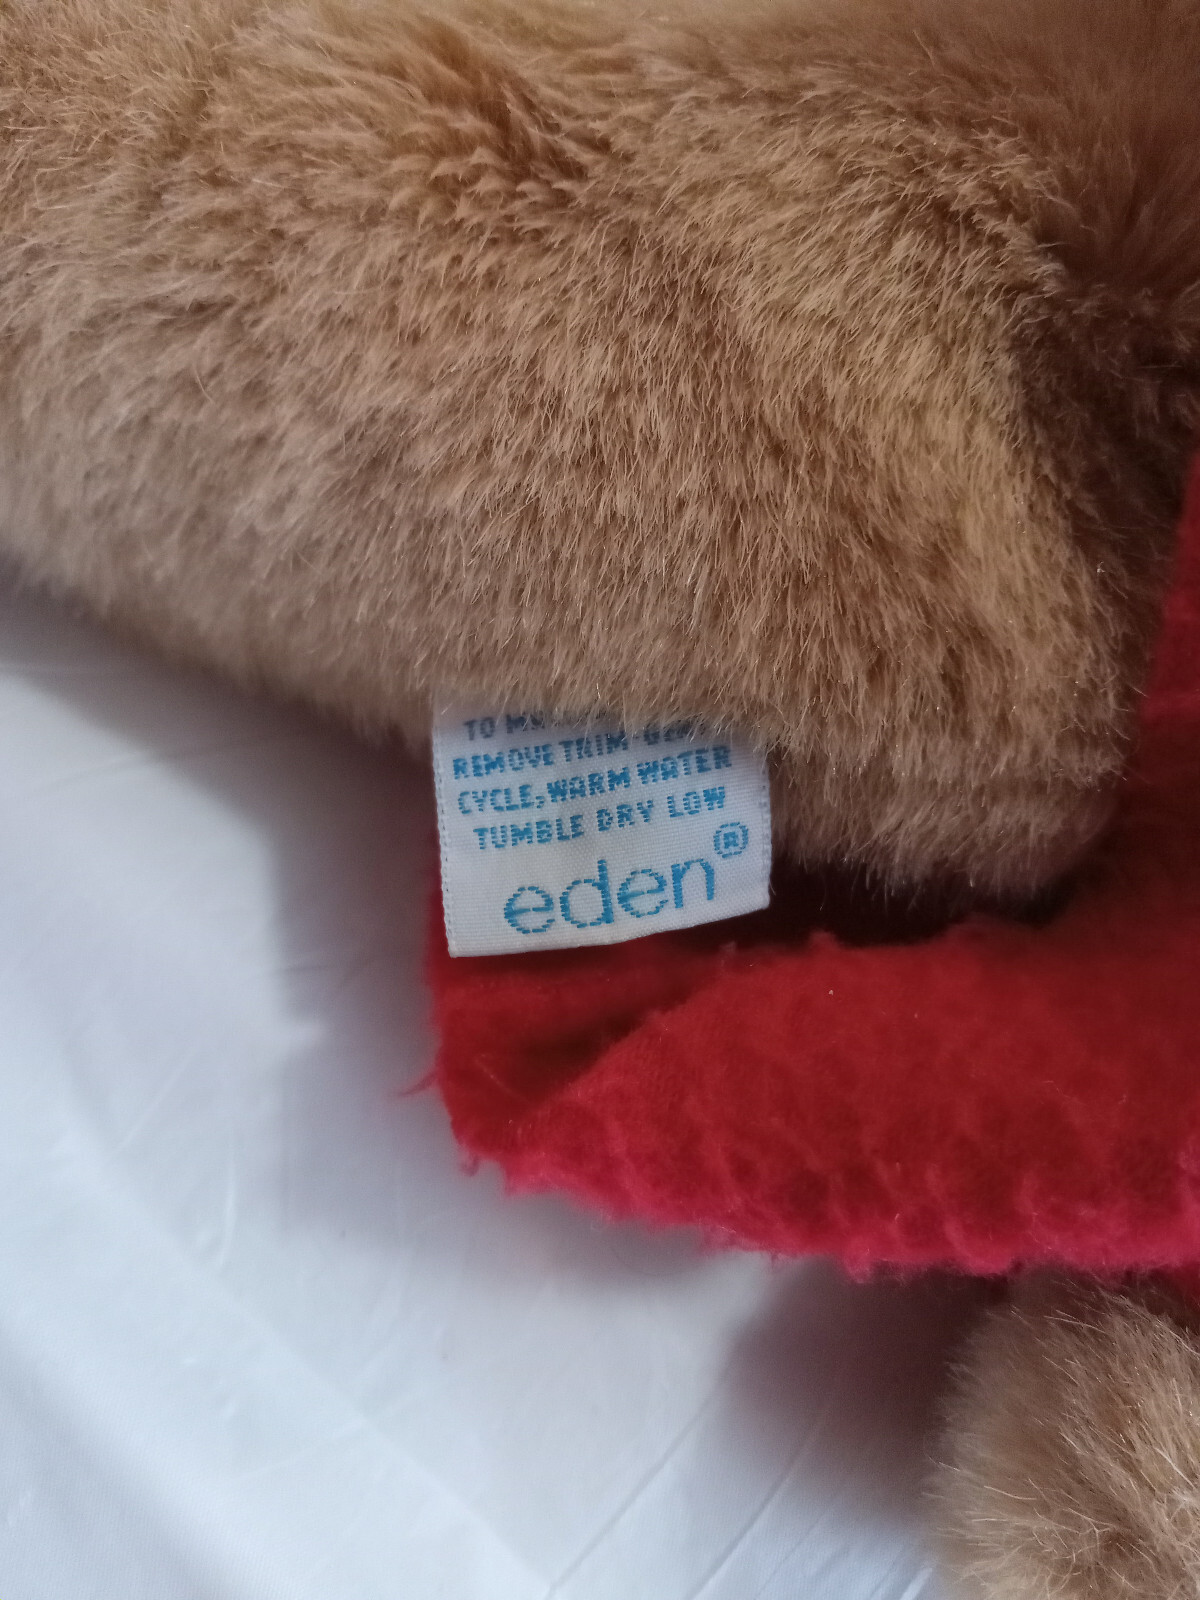 TO
REMOVE TRIM
CYCLE, WARM WATER
TUMBLE DRY LOW
eden®